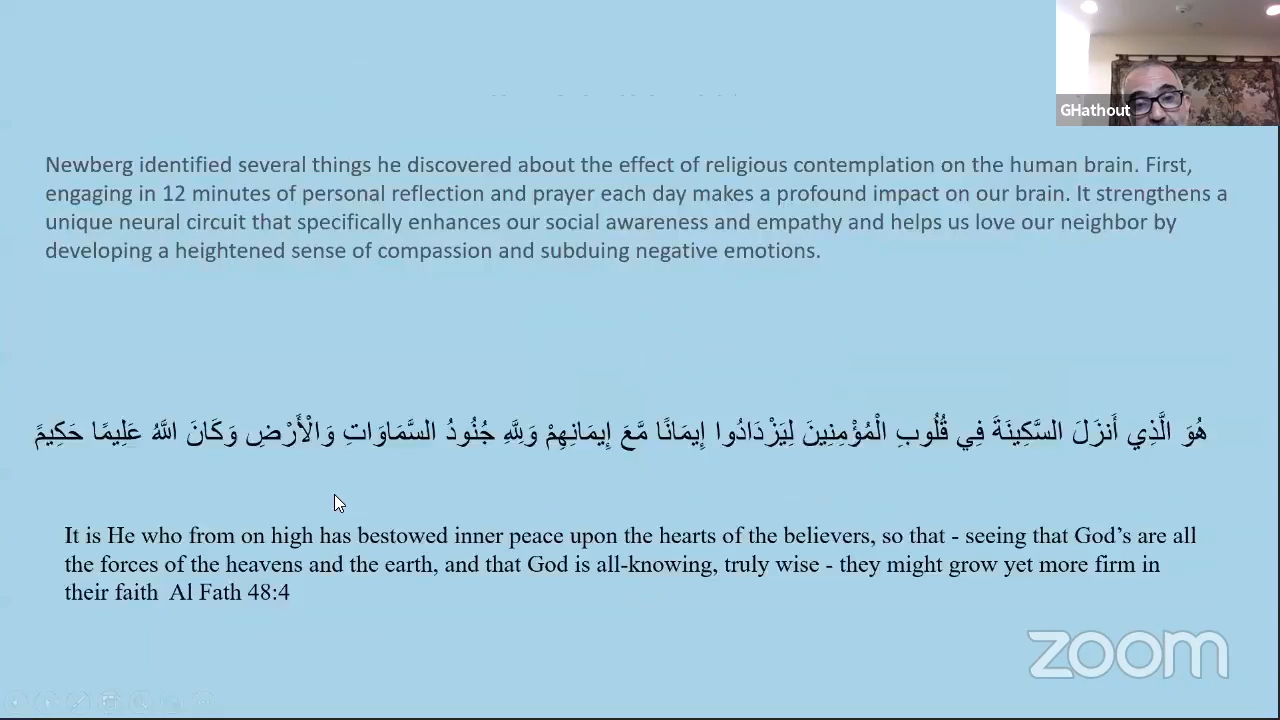 GHathout
Newberg identified several things he discovered about the effect of religious contemplation on the human brain. First,
engaging in 12 minutes of personal reflection and prayer each day makes a profound impact on our brain. It strengthens a
unique neural circuit that specifically enhances our social awareness and empathy and helps us love our neighbor by
developing a heightened sense of compassion and subduing negative emotions.
هُوَ الَّذِي أَنزَلَ السَّكِينَةَ فِي قُلُوبِ الْمُؤْمِنِينَ لِيَزْدَادُوا إِيمَانًا مَّعَ إِيمَانِهِمْ وَلِلَّهِ جُنُودُ السَّمَاوَاتِ وَالْأَرْضِ وَكَانَ اللَّهُ عَلِيمًا حَكِيمً
It is He who from on high has bestowed inner peace upon the hearts of the believers, so that - seeing that God’s are all
the forces of the heavens and the earth, and that God is all-knowing, truly wise - they might grow yet more firm in
their faith Al Fath 48:4
zoom